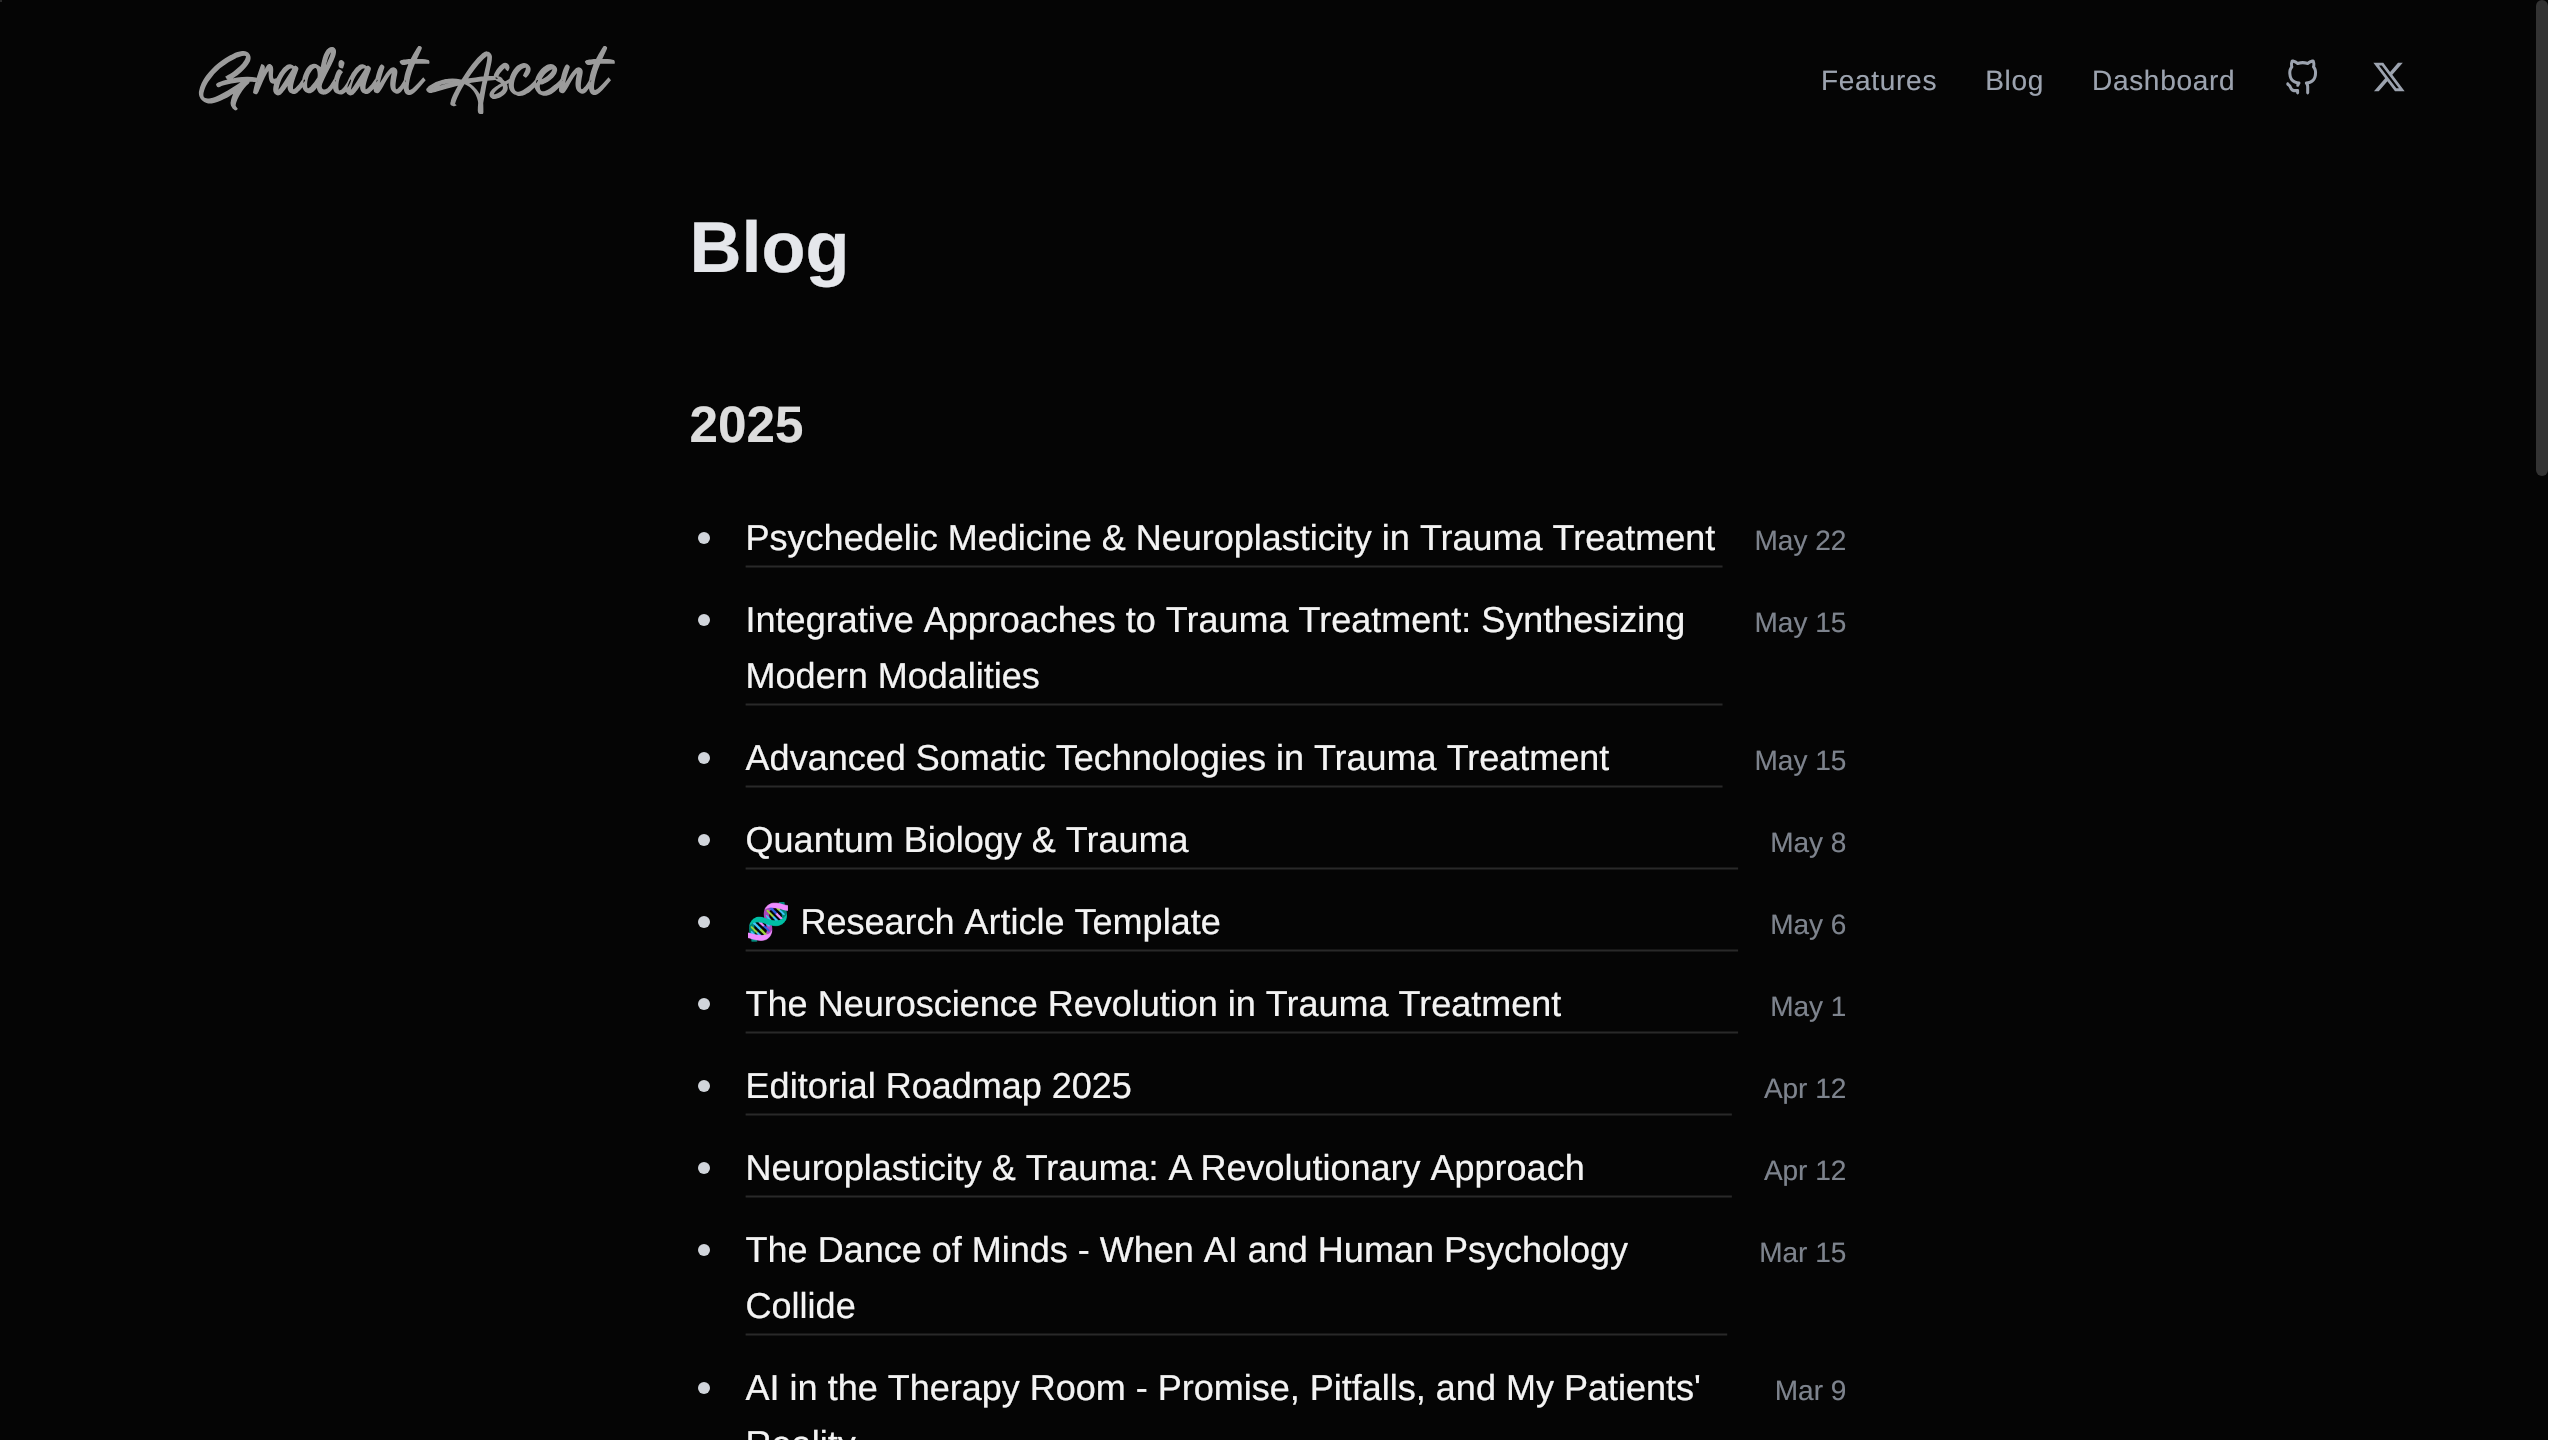 Gradiant Ascent
Features Blog Dashboard
Blog
2025
Psychedelic Medicine & Neuroplasticity in Trauma Treatment May 22
Integrative Approaches to Trauma Treatment: Synthesizing May 15
Modern Modalities
Advanced Somatic Technologies in Trauma Treatment May 15
Quantum Biology & Trauma May 8
🧬 Research Article Template May 6
The Neuroscience Revolution in Trauma Treatment May 1
Editorial Roadmap 2025 Apr 12
Neuroplasticity & Trauma: A Revolutionary Approach Apr 12
The Dance of Minds - When AI and Human Psychology Mar 15
Collide
AI in the Therapy Room - Promise, Pitfalls, and My Patients' Mar 9